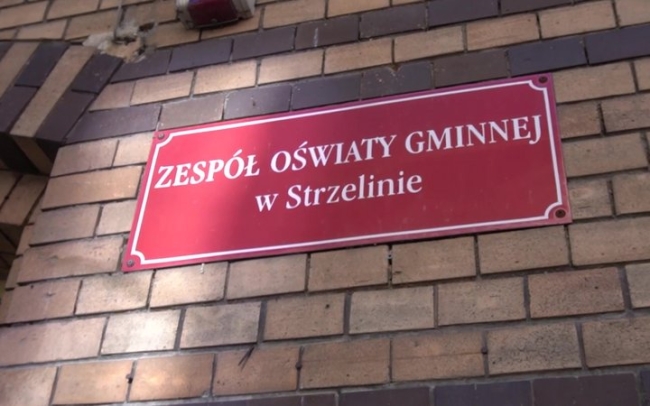 ZESPÓŁ OŚWIATY GMINNEJ
w Strzelinie